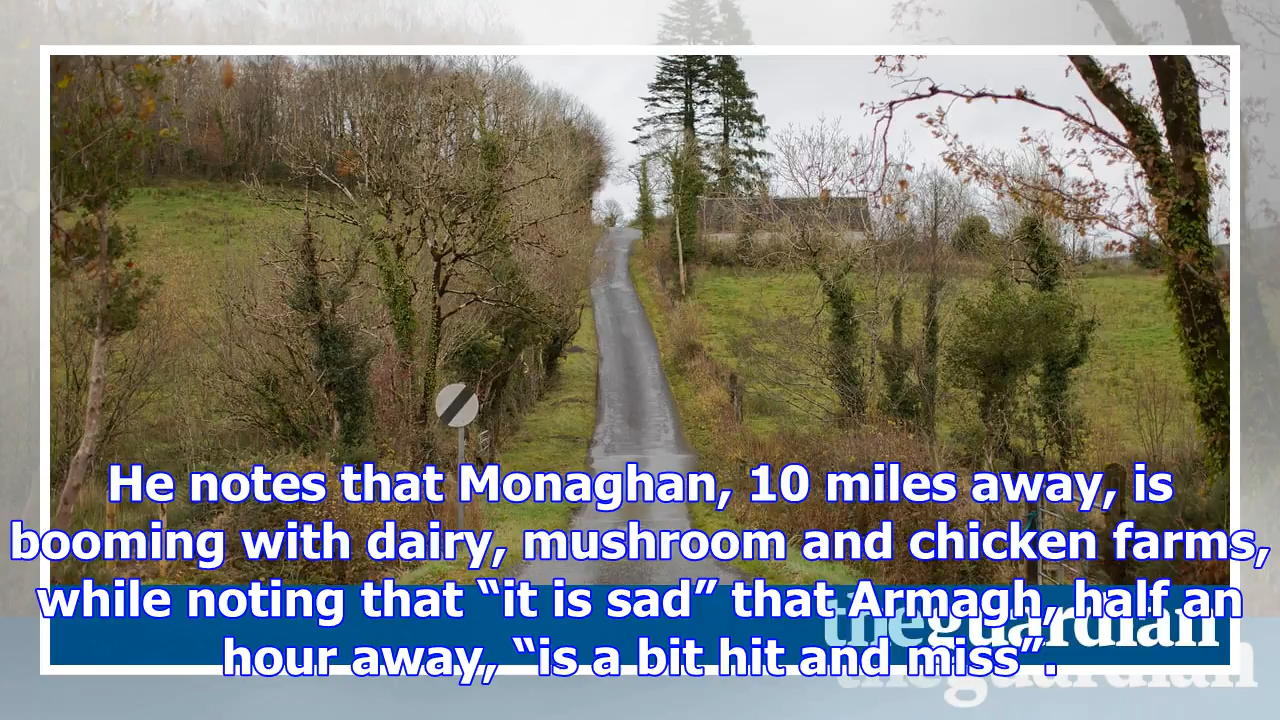 He notes that Monaghan, 10 miles away, is
booming with dairy, mushroom and chicken farms,
while noting that “it is sad” that Armagh, half an
hour away, “is a bit hit and miss”.
theguardian
theguardian